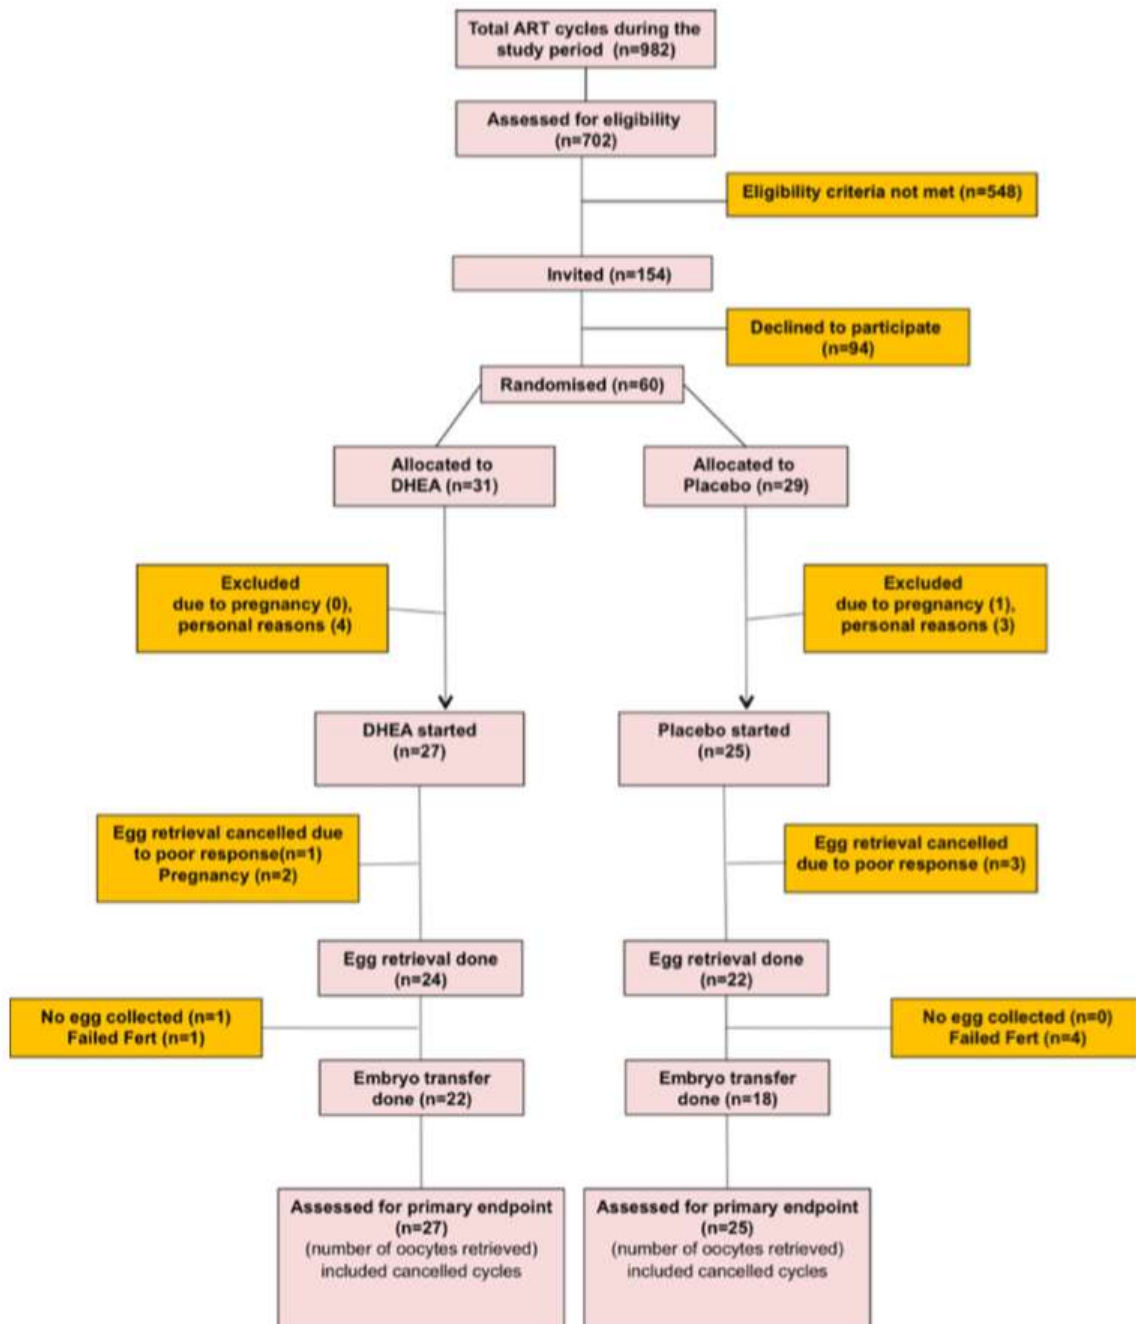 Total ART cycles during the
study period (n=982)
Assessed for eligibility
(n=702)
Eligibility criteria not met (n=548)
Invited (n=154)
Declined to participate
(n=94)
Randomised (n=60)
Allocated to
DHEA (n=31)
Allocated to
Placebo (n=29)
Excluded
due to pregnancy (0),
personal reasons (4)
Excluded
due to pregnancy (1),
personal reasons (3)
DHEA started
(n=27)
Placebo started
(n=25)
Egg retrieval cancelled due
to poor response(n=1)
Pregnancy (n=2)
Egg retrieval cancelled
due to poor response (n=3)
Egg retrieval done
(n=24)
Egg retrieval done
(n=22)
No egg collected (n=1)
Failed Fert (n=1)
No egg collected (n=0)
Failed Fert (n=4)
Embryo transfer
done (n=22)
Embryo transfer
done (n=18)
Assessed for primary endpoint
(n=27)
(number of oocytes retrieved)
included cancelled cycles
Assessed for primary endpoint
(n=25)
(number of oocytes retrieved)
included cancelled cycles